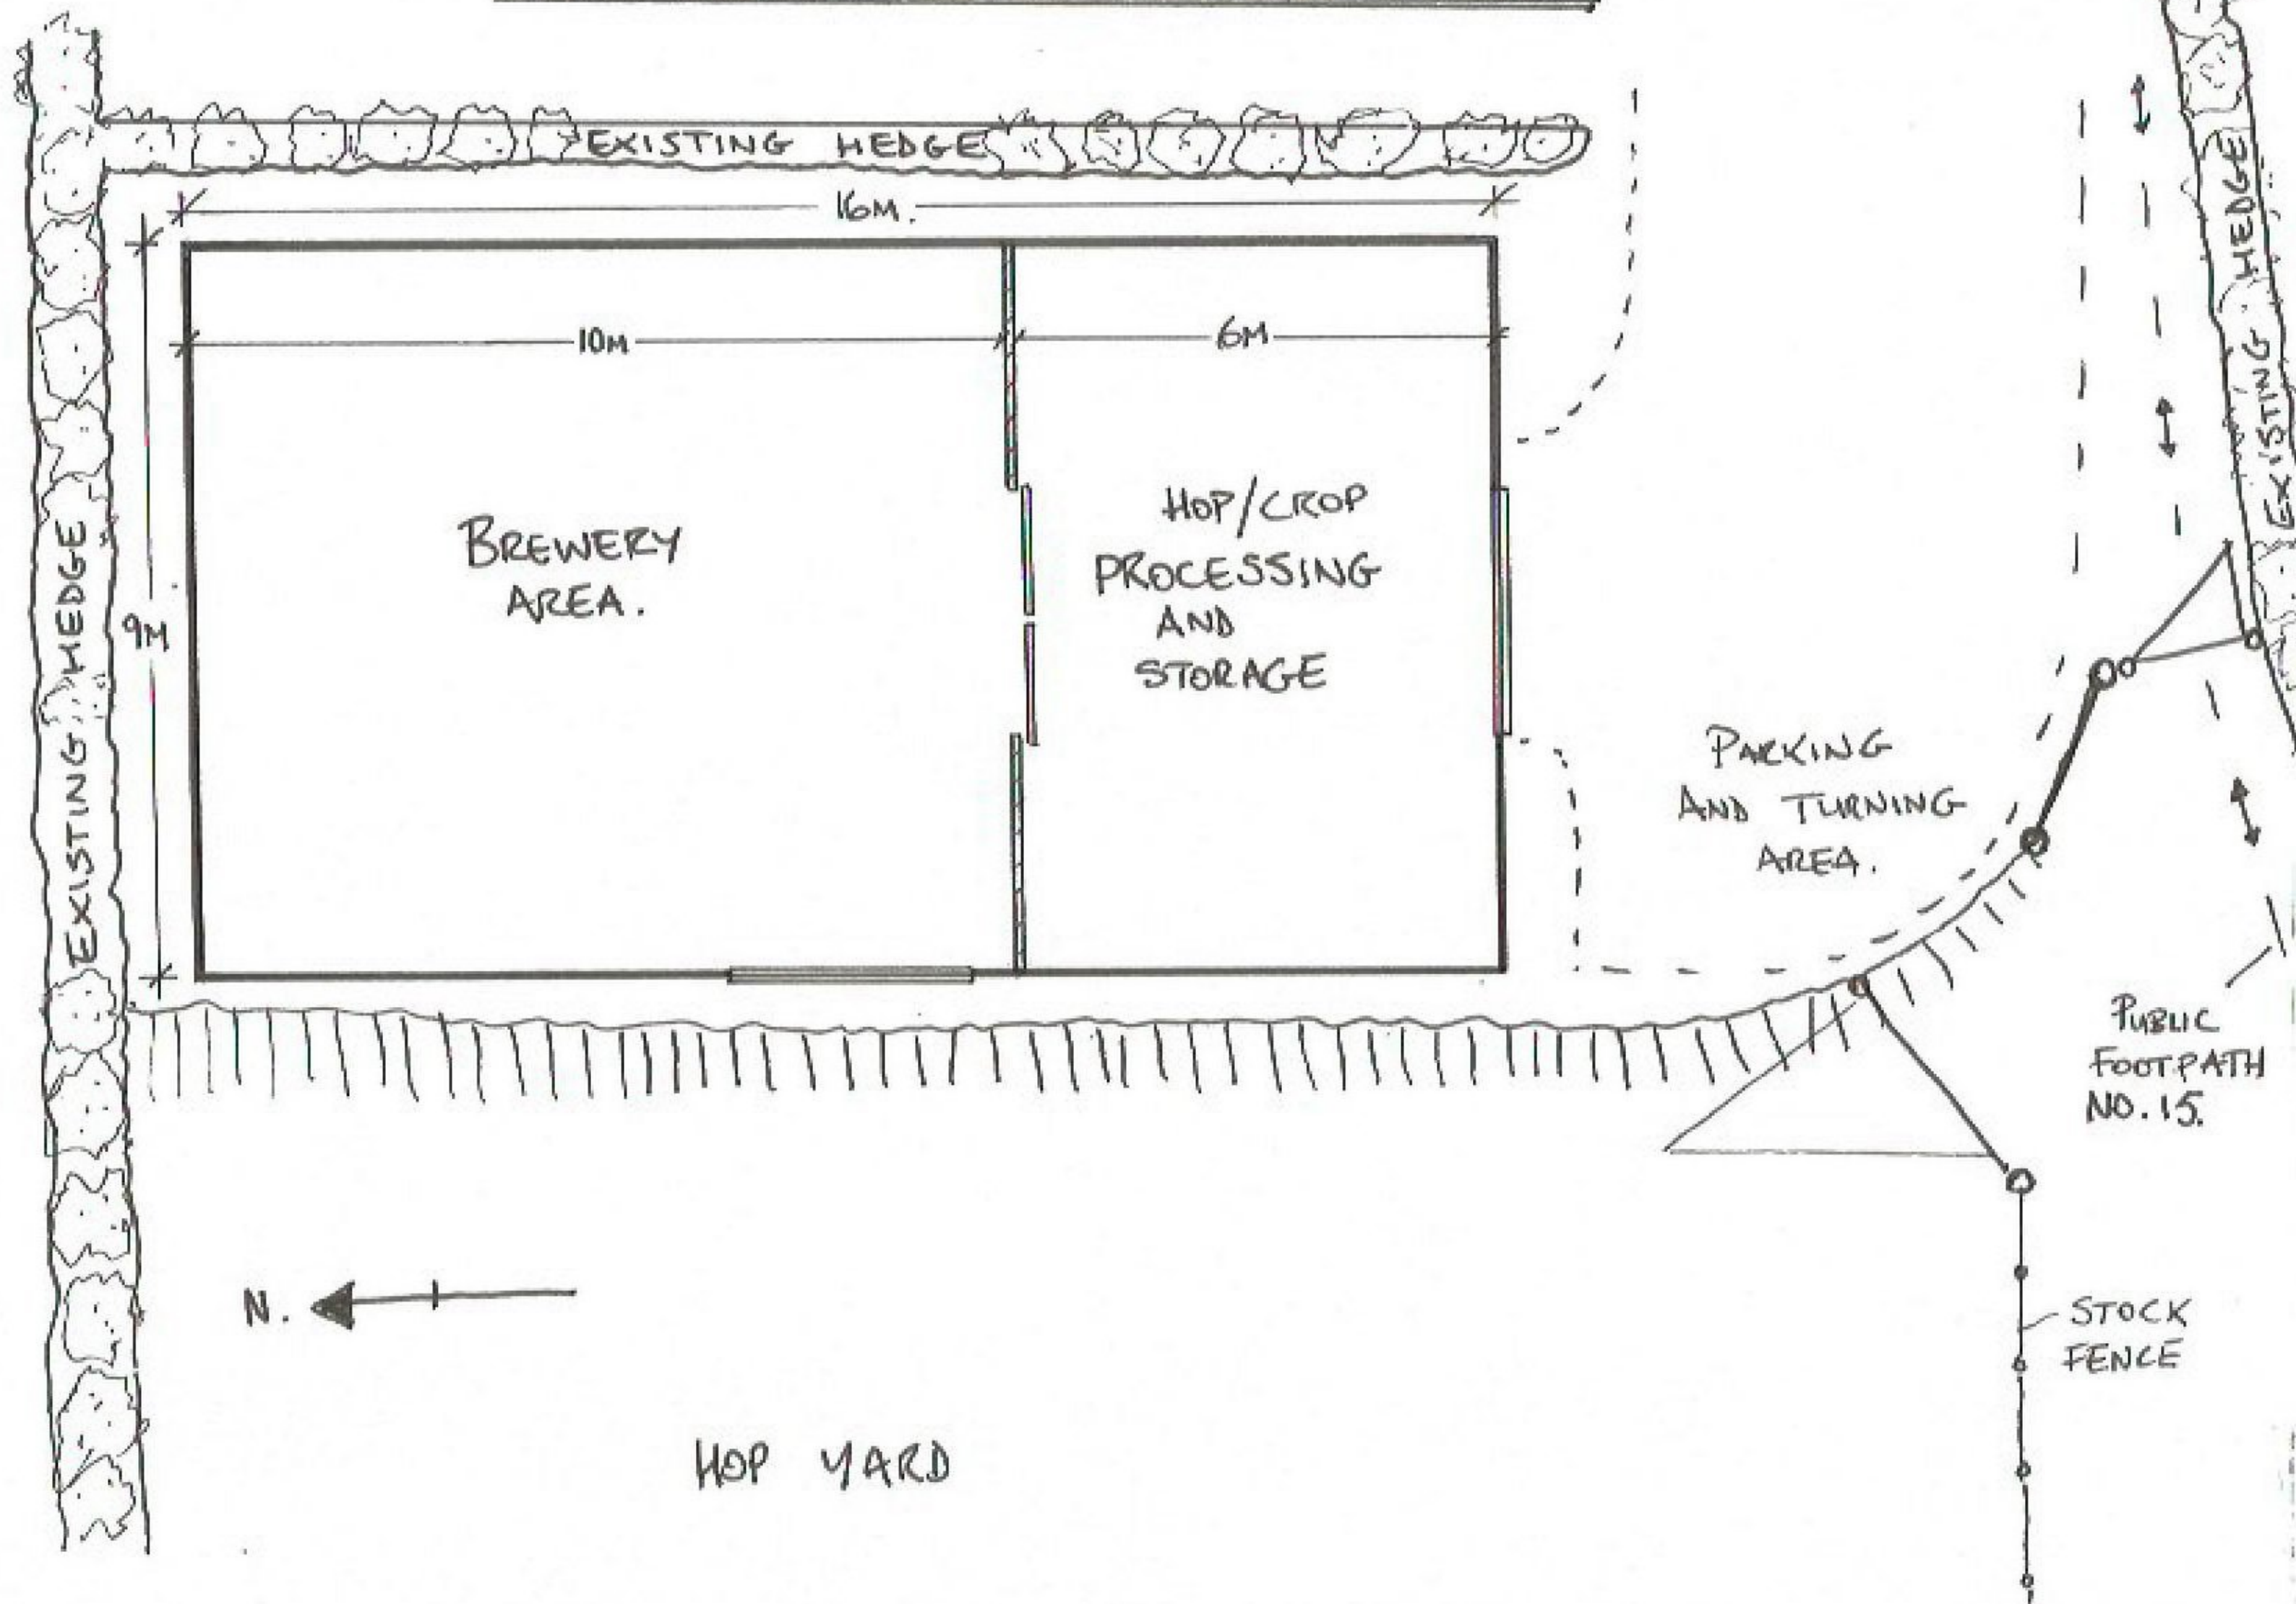 EXISTING HEDGE
16M.
10M
6M
9M
EXISTING HEDGE
EXISTING HEDGE
BREWERY
AREA.
HOP/CROP
PROCESSING
AND
STORAGE
PARKING
AND TURNING
AREA.
PUBLIC
FOOTPATH
NO.15.
N.
STOCK
FENCE
HOP YARD